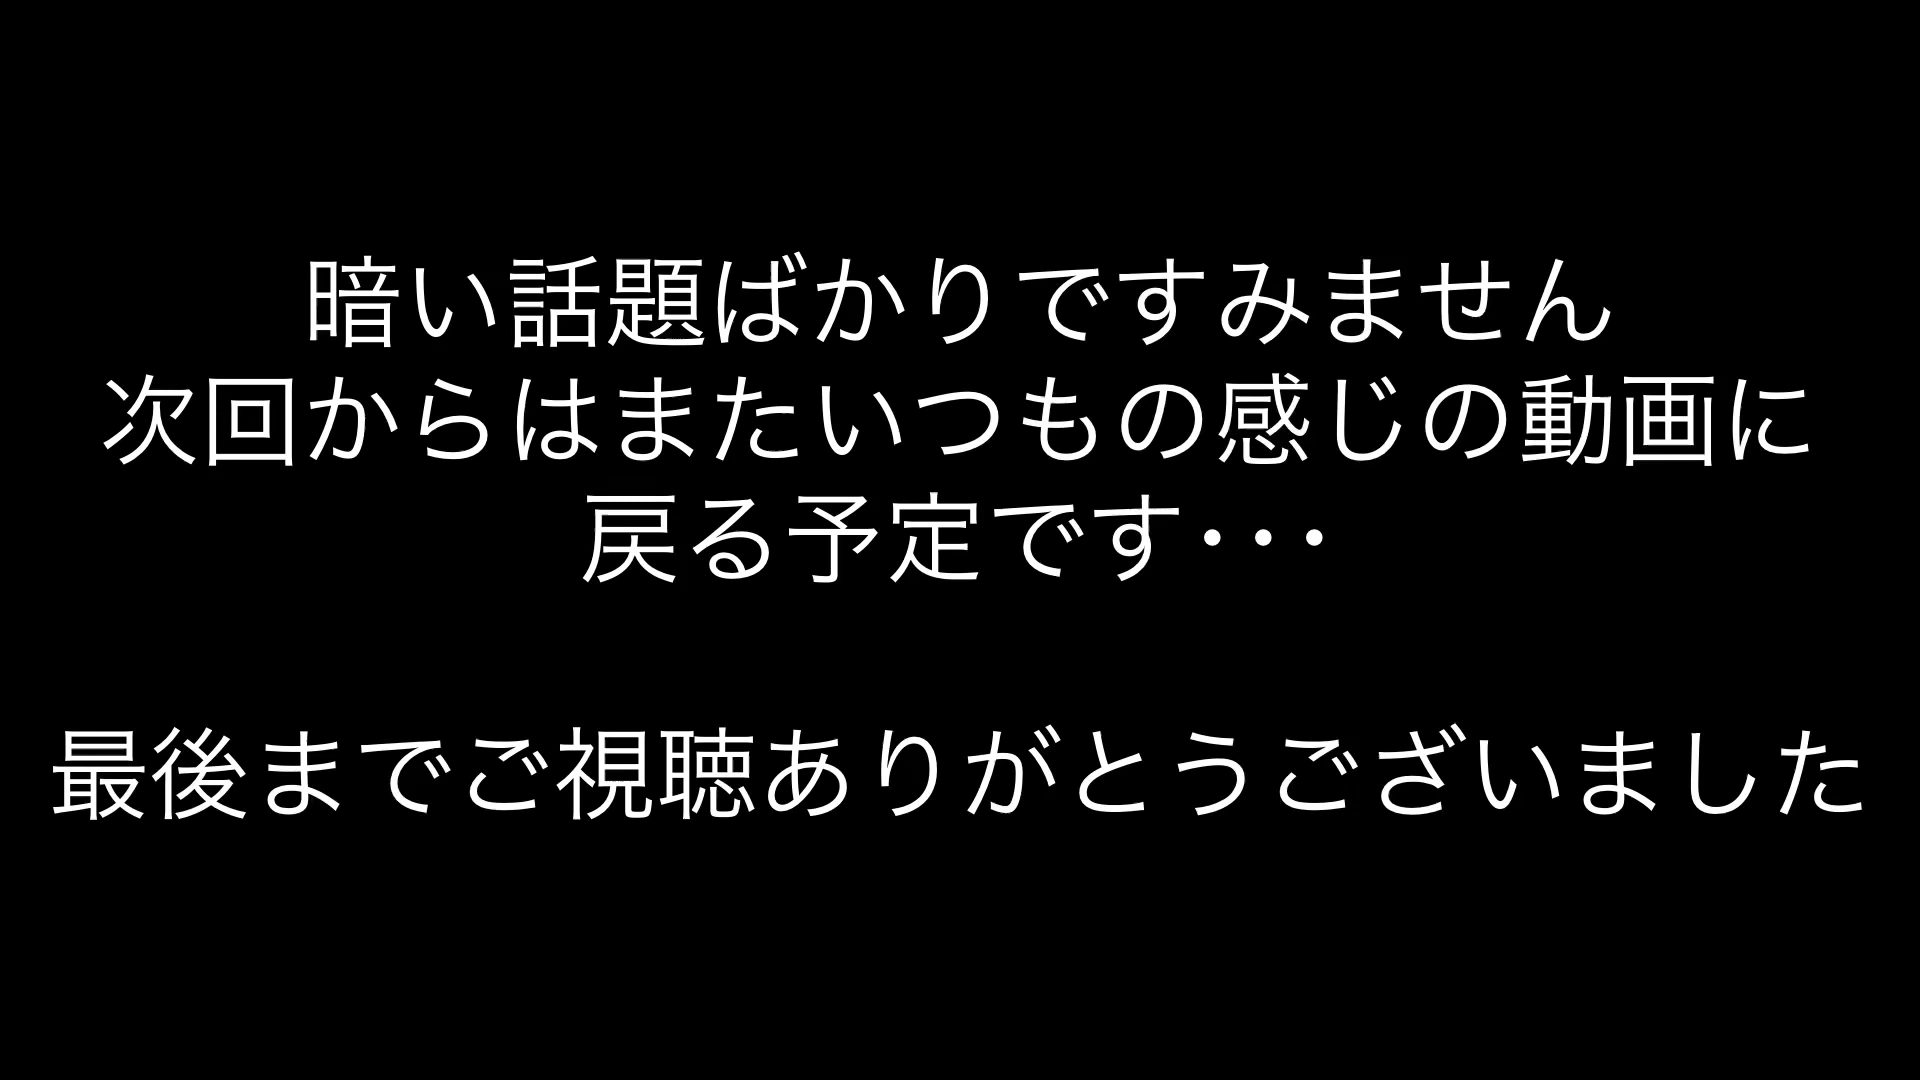 暗い話題ばかりですみません
次回からはまたいつもの感じの動画に
戻る予定です･･･
最後までご視聴ありがとうございました